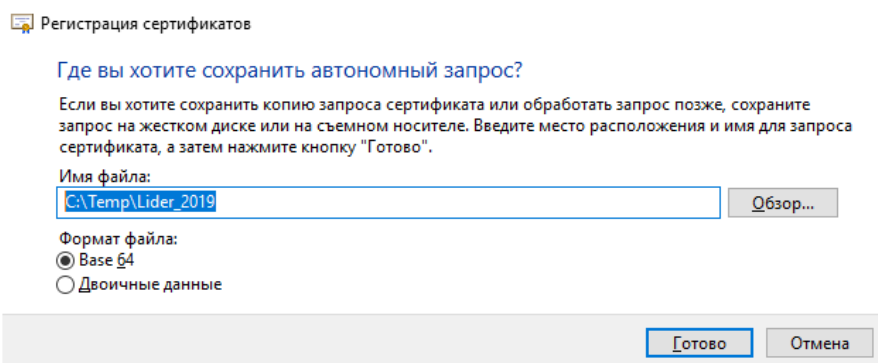 Регистрация сертификатов
Где вы хотите сохранить автономный запрос?
Если вы хотите сохранить копию запроса сертификата или обработать запрос позже, сохраните
запрос на жестком диске или на съемном носителе. Введите место расположения и имя для запроса
сертификата, а затем нажмите кнопку "Готово".
Имя файла:
C:\Temp\Lider_2019
Обзор...
Формат файла:
Base 64
Двоичные данные
Готово
Отмена